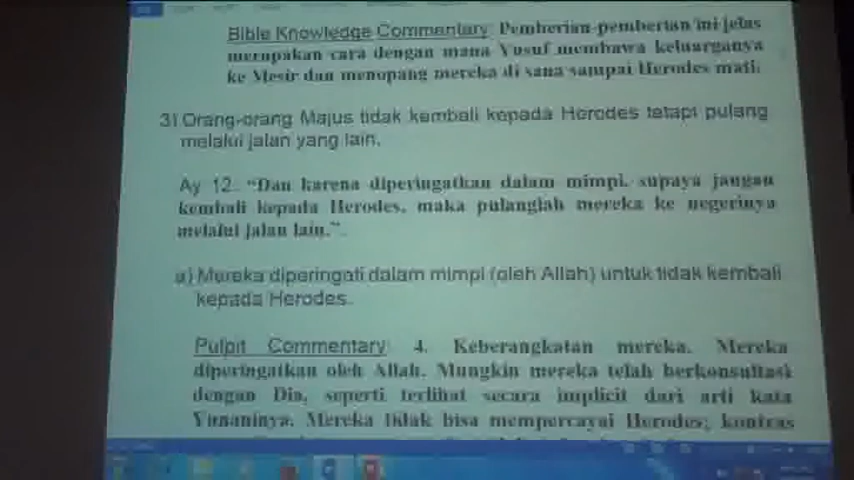 Bible Knowledge Commentary: Pemberian-pemberian ini jelas
merupakan cara dengan mana Yusuf membawa keluarganya
ke Mesir dan menopang mereka di sana sampai Herodes mati.
3) Orang-orang Majus tidak kembali kepada Herodes tetapi pulang
melalui jalan yang lain.
Ay 12: “Dan karena diperingatkan dalam mimpi, supaya jangan
kembali kepada Herodes, maka pulanglah mereka ke negerinya
melalui jalan lain.”.
a) Mereka diperingati dalam mimpi (oleh Allah) untuk tidak kembali
kepada Herodes.
Pulpit Commentary: 4. Keberangkatan mereka. Mereka
diperingatkan oleh Allah. Mungkin mereka telah berkonsultasi
dengan Dia, seperti terlihat secara implicit dari arti kata
Yunaninya. Mereka tidak bisa mempercayai Herodes; kontras